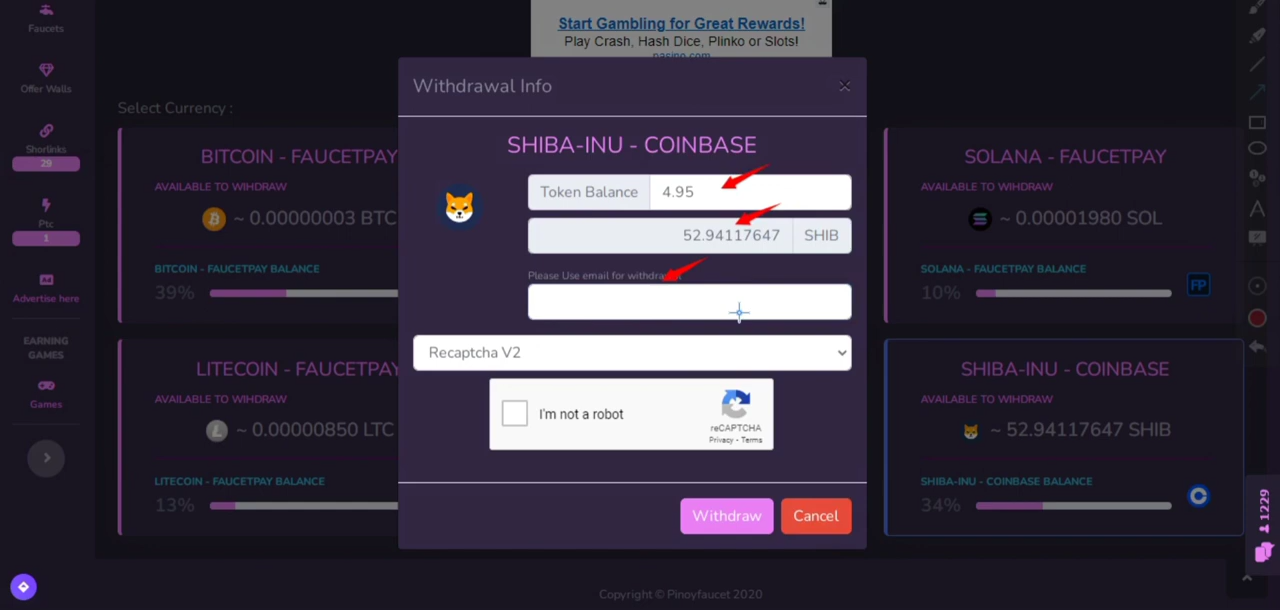 Start Gambling for Great Rewards!
Play Crash, Hash Dice, Plinko or Slots!
Faucets
Offer Walls
Shorlinks
29
Ptc
1
Ad
Advertise here
EARNING
GAMES
Games
Select Currency :
BITCOIN - FAUCETPAY
AVAILABLE TO WIHDRAW
~ 0.00000003 BTC
BITCOIN - FAUCETPAY BALANCE
39%
LITECOIN - FAUCETPAY
AVAILABLE TO WIHDRAW
~ 0.00000850 LTC
LITECOIN - FAUCETPAY BALANCE
13%
Withdrawal Info
×
SHIBA-INU - COINBASE
Token Balance 4.95
52.94117647 SHIB
Please Use email for
Recaptcha V2
I'm not a robot
reCAPTCHA
Privacy - Terms
Withdraw Cancel
SOLANA - FAUCETPAY
AVAILABLE TO WIHDRAW
~ 0.00001980 SOL
SOLANA - FAUCETPAY BALANCE
FP
10%
SHIBA-INU - COINBASE
AVAILABLE TO WIHDRAW
~ 52.94117647 SHIB
SHIBA-INU - COINBASE BALANCE
34%
1229
A
Copyright © Pinoyfaucet 2020